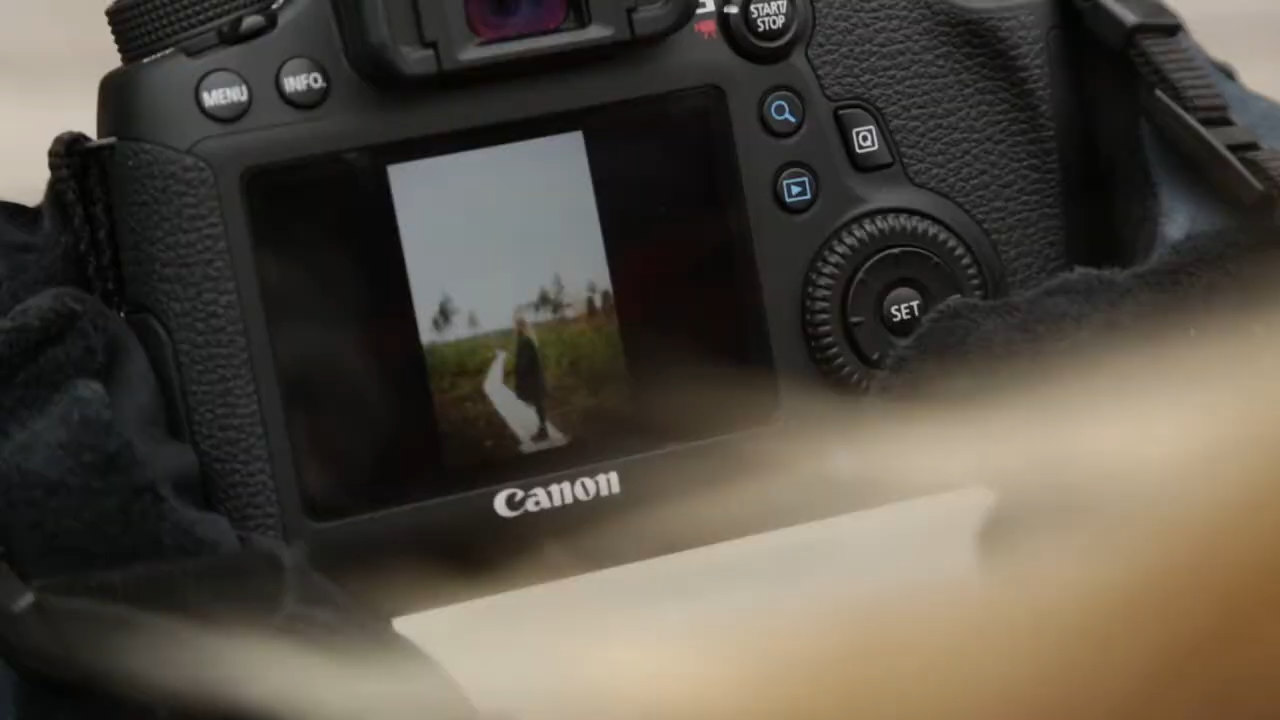 START/
STOP
MENU
INFO.
Q
SET
Canon